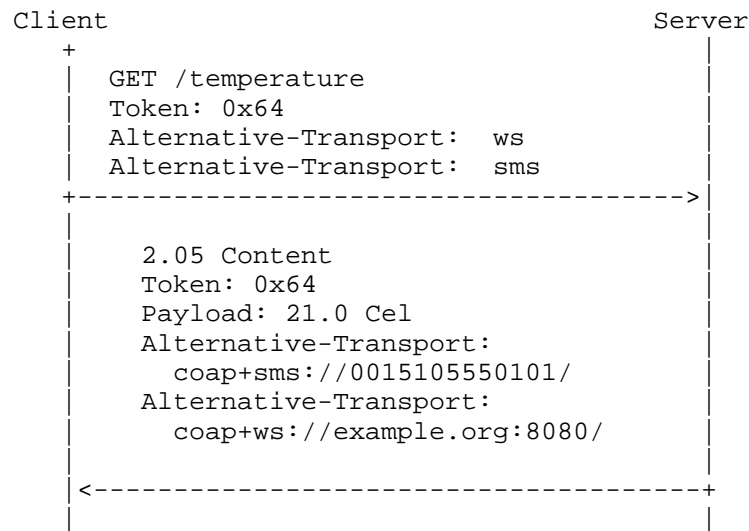 Client Server
GET /temperature
Token: 0x64
Alternative-Transport: ws
Alternative-Transport: sms
2.05 Content
Token: 0x64
Payload: 21.0 Cel
Alternative-Transport:
coap+sms://0015105550101/
Alternative-Transport:
coap+ws://example.org:8080/